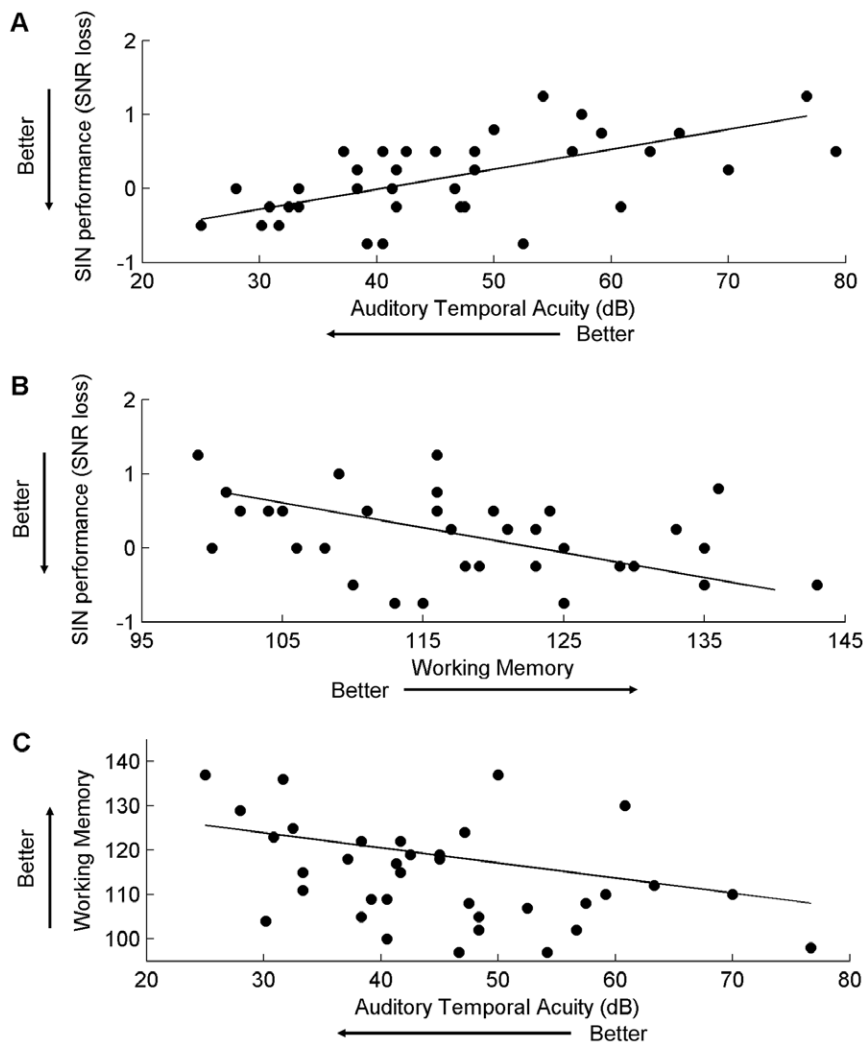 A
Better
SIN performance (SNR loss)
2
1
0
-1
20 30 40 50 60 70 80
Auditory Temporal Acuity (dB)
Better
B
Better
SIN performance (SNR loss)
2
1
0
-1
95 105 115 125 135 145
Working Memory
Better
C
Better
Working Memory
140
130
120
110
100
20 30 40 50 60 70 80
Auditory Temporal Acuity (dB)
Better